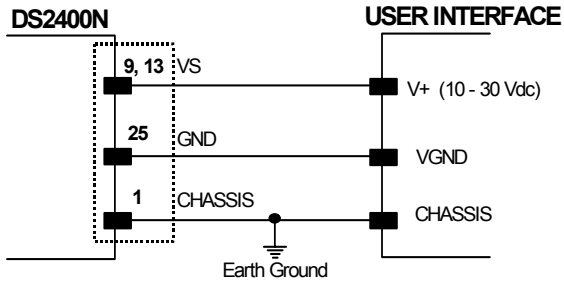 DS2400N
USER INTERFACE
9, 13 VS
V+ (10 - 30 Vdc)
25 GND
VGND
1 CHASSIS
CHASSIS
Earth Ground